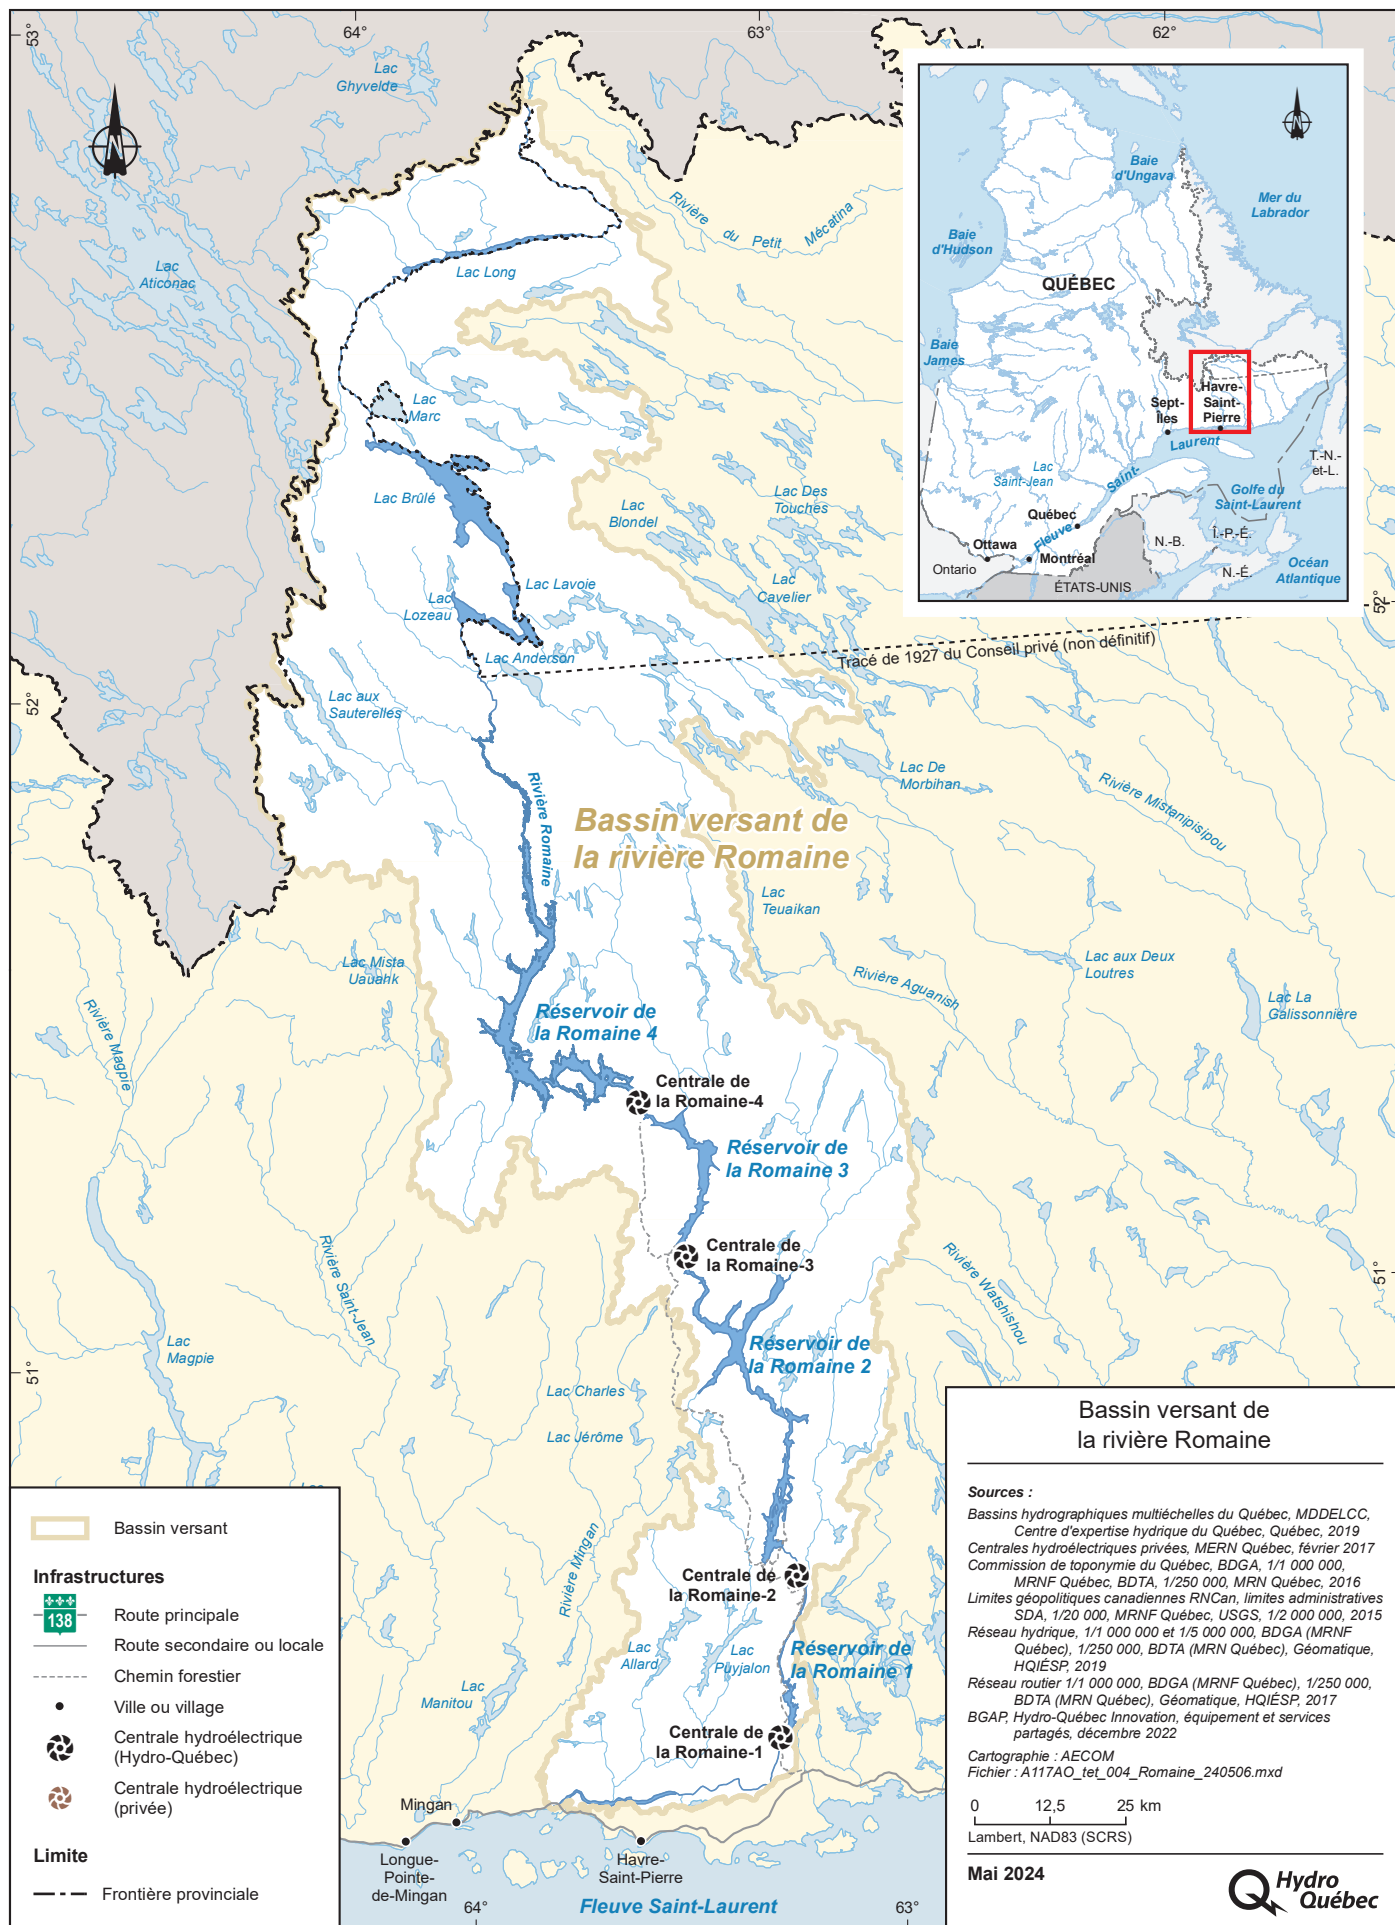 53°
64°
63°
62°
Lac
Ghyvelde
N
Rivière du Petit Mécatina
Lac
Aticonac
Lac Long
Lac
Marc
Lac Brûlé
Lac
Blondel
Lac Des
Touches
Lac
Cavelier
Lac Lavoie
Lac
Lozeau
Lac Anderson
Tracé de 1927 du Conseil privé (non définitif)
52°
52°
Lac aux
Sauterelles
Lac De
Morbihan
Rivière Mistanipisipou
Rivière Romaine
Bassin versant de
la rivière Romaine
Lac
Teuaikan
Lac Mista
Uauahk
Lac aux Deux
Loutres
Rivière Aguanish
Lac La
Galissonnière
Rivière Magpie
Réservoir de
la Romaine 4
Centrale de
la Romaine-4
Réservoir de
la Romaine 3
Centrale de
la Romaine-3
Rivière Saint-Jean
Rivière Watshishou
51°
51°
Lac
Magpie
Réservoir de
la Romaine 2
Lac Charles
Lac Jérôme
Rivière Mingan
Centrale de
la Romaine-2
Lac
Allard
Lac
Puyjalon
Réservoir de
la Romaine 1
Lac
Manitou
Centrale de
la Romaine-1
Mingan
Longue-
Pointe-
de-Mingan
Havre-
Saint-Pierre
Fleuve Saint-Laurent
64°
63°
N
Baie
d'Ungava
Mer du
Labrador
Baie
d'Hudson
QUÉBEC
Baie
James
Havre-
Saint-
Pierre
Sept-
Îles
Fleuve Saint- Laurent
T.-N.-
et-L.
Lac
Saint-Jean
Golfe du
Saint-Laurent
Québec
Î.-P.-É.
N.-B.
Ottawa
Montréal
Ontario
N.-É.
Océan
Atlantique
ÉTATS-UNIS
Bassin versant
Infrastructures
138
Route principale
Route secondaire ou locale
Chemin forestier
Ville ou village
Centrale hydroélectrique
(Hydro-Québec)
Centrale hydroélectrique
(privée)
Limite
Frontière provinciale
Bassin versant de
la rivière Romaine
Sources :
Bassins hydrographiques multiéchelles du Québec, MDDELCC,
Centre d'expertise hydrique du Québec, Québec, 2019
Centrales hydroélectriques privées, MERN Québec, février 2017
Commission de toponymie du Québec, BDGA, 1/1 000 000,
MRNF Québec, BDTA, 1/250 000, MRN Québec, 2016
Limites géopolitiques canadiennes RNCan, limites administratives
SDA, 1/20 000, MRNF Québec, USGS, 1/2 000 000, 2015
Réseau hydrique, 1/1 000 000 et 1/5 000 000, BDGA (MRNF
Québec), 1/250 000, BDTA (MRN Québec), Géomatique,
HQIÉSP, 2019
Réseau routier 1/1 000 000, BDGA (MRNF Québec), 1/250 000,
BDTA (MRN Québec), Géomatique, HQIÉSP, 2017
BGAP, Hydro-Québec Innovation, équipement et services
partagés, décembre 2022
Cartographie : AECOM
Fichier : A117AO_tet_004_Romaine_240506.mxd
0 12,5 25 km
Lambert, NAD83 (SCRS)
Mai 2024
Hydro
Québec